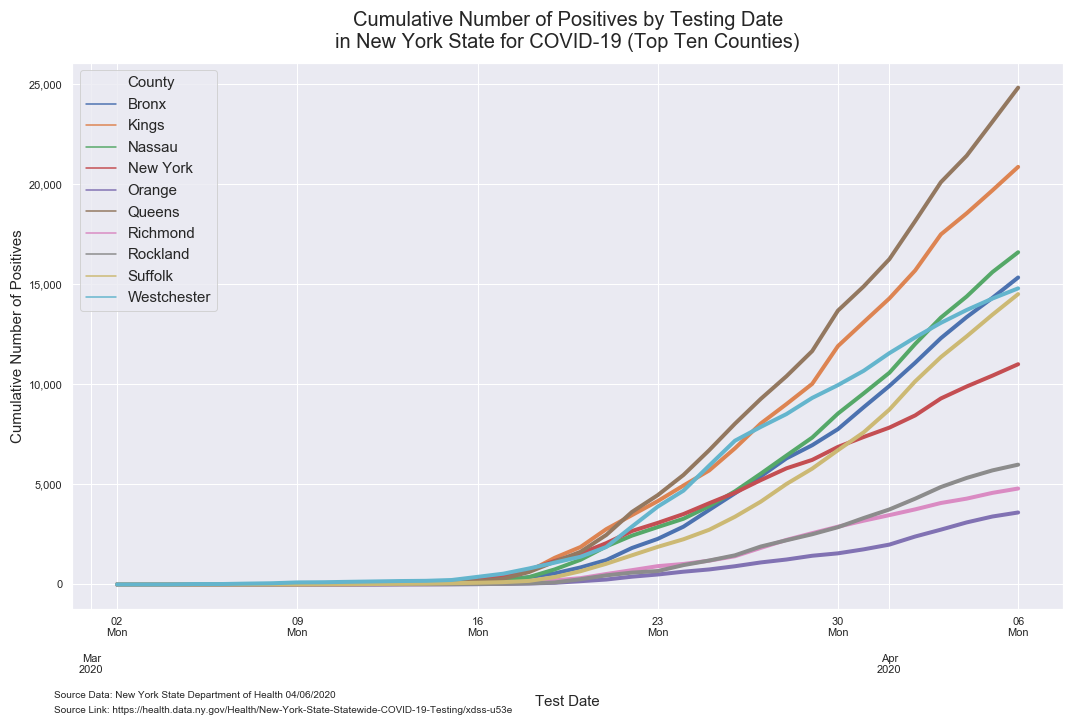 Cumulative Number of Positives by Testing Date
in New York State for COVID-19 (Top Ten Counties)
County
Bronx
Kings
Nassau
New York
Orange
Queens
Richmond
Rockland
Suffolk
Westchester
Cumulative Number of Positives
25,000
20,000
15,000
10,000
5,000
0
02 09 16 23 30 06
Mon Mon Mon Mon Mon Mon
Mar Apr
2020 2020
Test Date
Source Data: New York State Department of Health 04/06/2020
Source Link: https://health.data.ny.gov/Health/New-York-State-Statewide-COVID-19-Testing/xdss-u53e